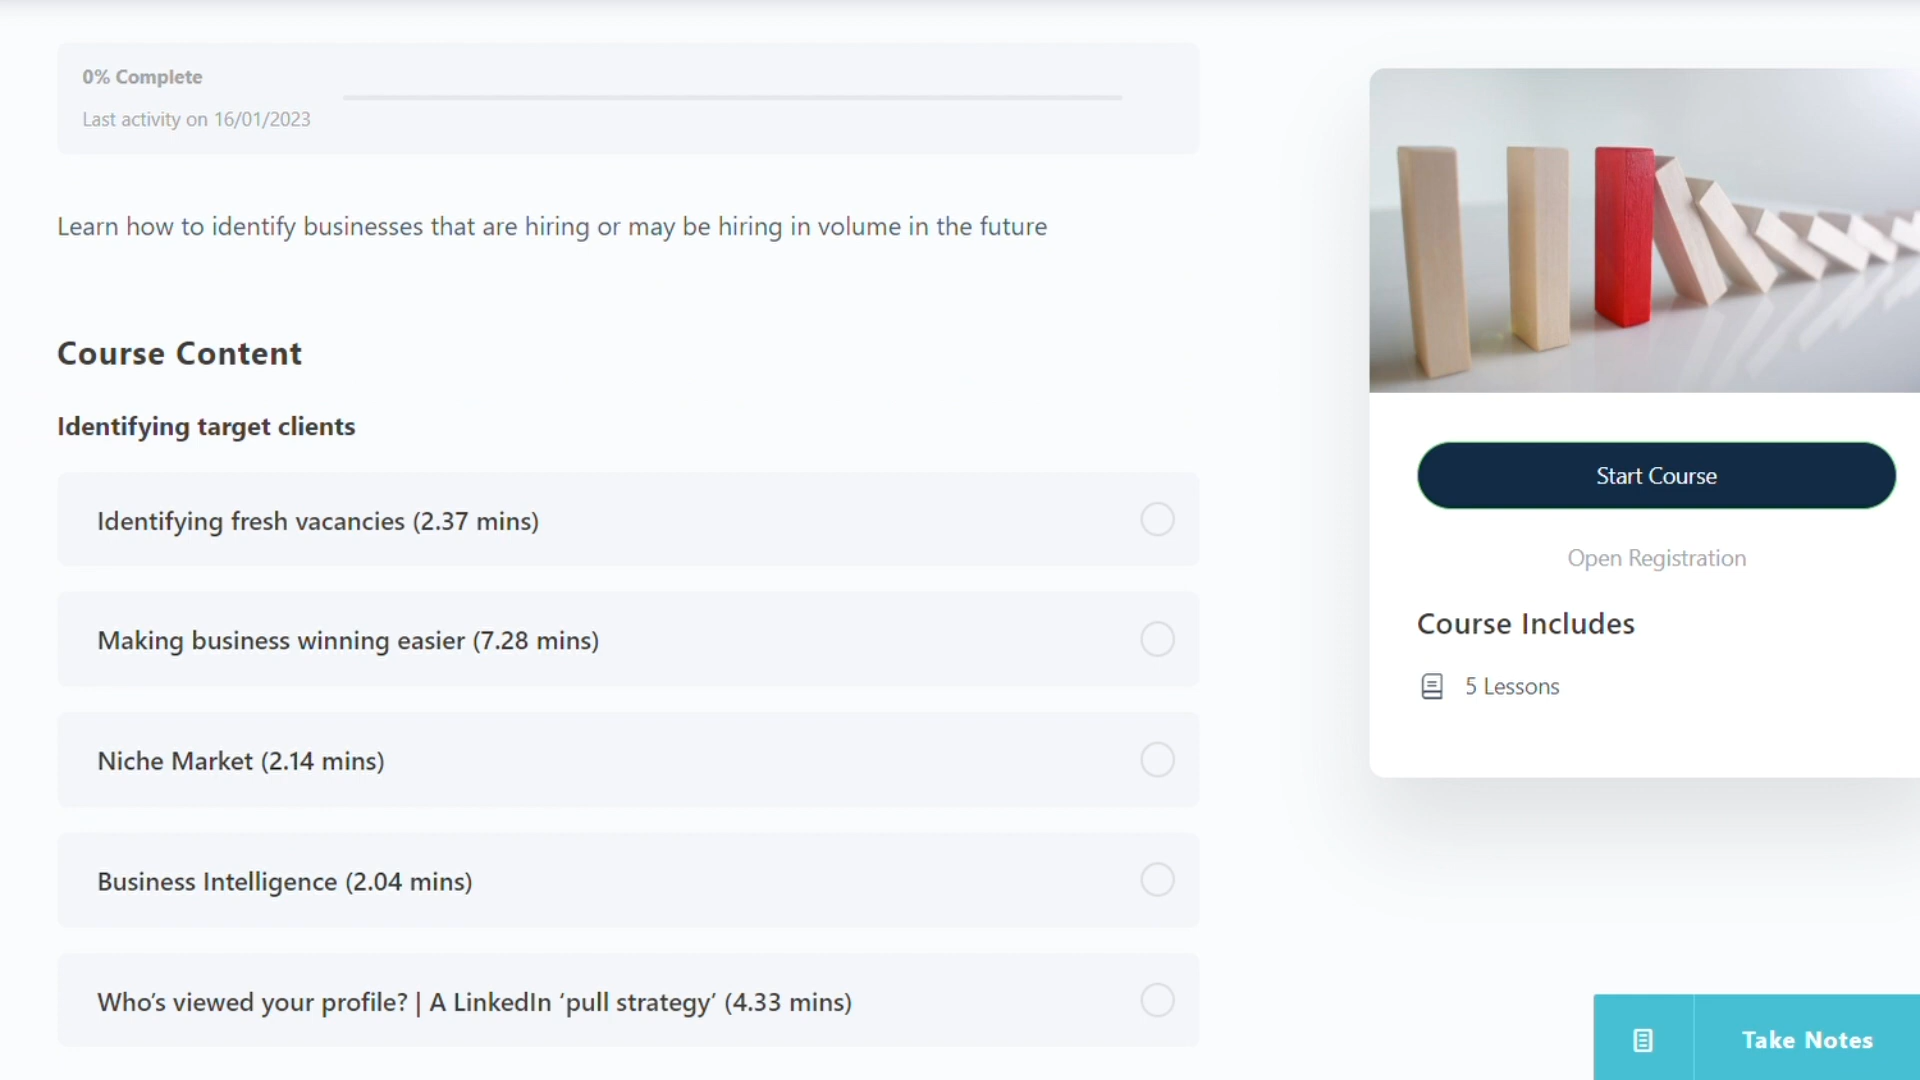 0% Complete
Last activity on 16/01/2023
Learn how to identify businesses that are hiring or may be hiring in volume in the future
Course Content
Identifying target clients
Identifying fresh vacancies (2.37 mins)
Making business winning easier (7.28 mins)
Niche Market (2.14 mins)
Business Intelligence (2.04 mins)
Who’s viewed your profile? | A LinkedIn ‘pull strategy’ (4.33 mins)
Start Course
Open Registration
Course Includes
5 Lessons
Take Notes